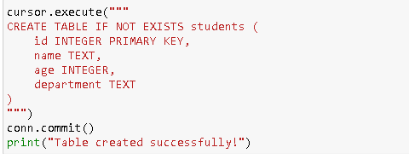 cursor.execute("""
CREATE TABLE IF NOT EXISTS students (
    id INTEGER PRIMARY KEY,
    name TEXT,
    age INTEGER,
    department TEXT
)
""")
conn.commit()
print("Table created successfully!")